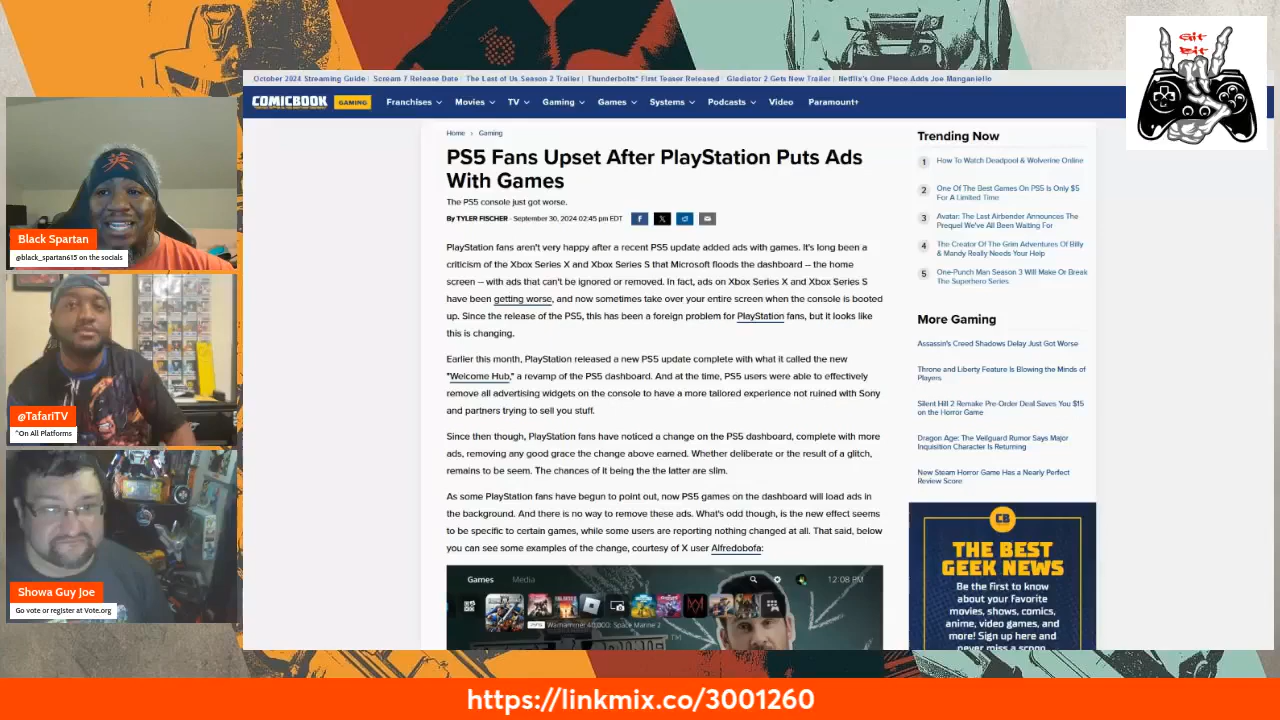 October 2024 Streaming Guide | Scream 7 Release Date | The Last of Us Season 2 Trailer | Thunderbolts* First Teaser Released | Gladiator 2 Gets New Trailer | Netflix's One Piece Adds Joe Manganiello
COMICBOOK GAMING Franchises Movies TV Gaming Games Systems Podcasts Video Paramount+
Git
Bit
Home › Gaming
PS5 Fans Upset After PlayStation Puts Ads
With Games
The PS5 console just got worse.
By TYLER FISCHER - September 30, 2024 02:45 pm EDT
PlayStation fans aren't very happy after a recent PS5 update added ads with games. It's long been a
criticism of the Xbox Series X and Xbox Series S that Microsoft floods the dashboard -- the home
screen -- with ads that can't be ignored or removed. In fact, ads on Xbox Series X and Xbox Series S
have been getting worse, and now sometimes take over your entire screen when the console is booted
up. Since the release of the PS5, this has been a foreign problem for PlayStation fans, but it looks like
this is changing.
Earlier this month, PlayStation released a new PS5 update complete with what it called the new
"Welcome Hub," a revamp of the PS5 dashboard. And at the time, PS5 users were able to effectively
remove all advertising widgets on the console to have a more tailored experience not ruined with Sony
and partners trying to sell you stuff.
Since then though, PlayStation fans have noticed a change on the PS5 dashboard, complete with more
ads, removing any good grace the change above earned. Whether deliberate or the result of a glitch,
remains to be seem. The chances of it being the the latter are slim.
As some PlayStation fans have begun to point out, now PS5 games on the dashboard will load ads in
the background. And there is no way to remove these ads. What's odd though, is the new effect seems
to be specific to certain games, while some users are reporting nothing changed at all. That said, below
you can see some examples of the change, courtesy of X user Alfredobofa:
Games Media 12:08 PM
Warhammer 40,000: Space Marine 2
Trending Now
1 How To Watch Deadpool & Wolverine Online
2 One Of The Best Games On PS5 Is Only $5
For A Limited Time
3 Avatar: The Last Airbender Announces The
Prequel We've All Been Waiting For
4 The Creator Of The Grim Adventures Of Billy
& Mandy Really Needs Your Help
5 One-Punch Man Season 3 Will Make Or Break
The Superhero Series.
More Gaming
Assassin's Creed Shadows Delay Just Got Worse
Throne and Liberty Feature Is Blowing the Minds of
Players
Silent Hill 2 Remake Pre-Order Deal Saves You $15
on the Horror Game
Dragon Age: The Veilguard Rumor Says Major
Inquisition Character Is Returning
New Steam Horror Game Has a Nearly Perfect
Review Score
CB
THE BEST
GEEK NEWS
Be the first to know
about your favorite
movies, shows, comics,
anime, video games, and
more! Sign up here and
never miss a scoop
Black Spartan
@black_spartan615 on the socials
@TafariTV
"On All Platforms
Showa Guy Joe
Go vote or register at Vote.org
https://linkmix.co/3001260